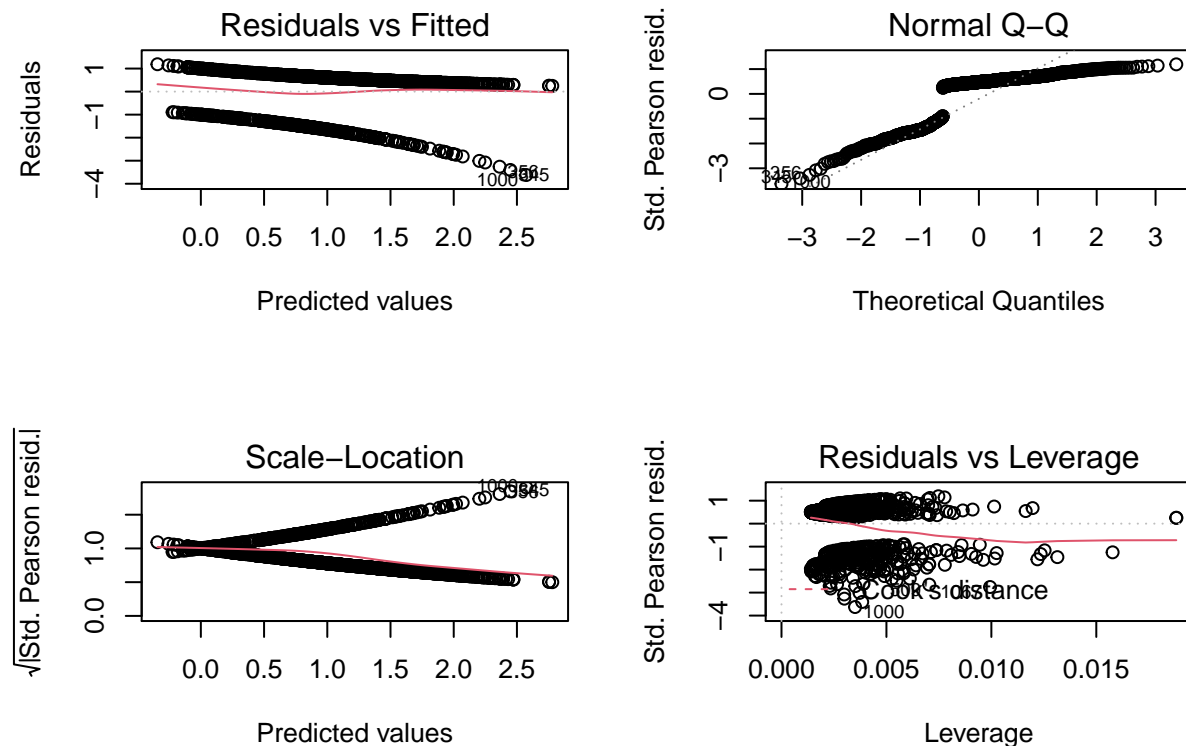 Residuals vs Fitted
Residuals
1
-1
-4
1000
0.0 0.5 1.0 1.5 2.0 2.5
Predicted values
Normal Q−Q
Std. Pearson resid.
0
−3
1000
−3 −2 −1 0 1 2 3
Theoretical Quantiles
Scale−Location
√|Std. Pearson resid.|
1.0
0.0
0.0 0.5 1.0 1.5 2.0 2.5
Predicted values
Residuals vs Leverage
Std. Pearson resid.
1
-1
-4
Cook's distance
1000
0.000 0.005 0.010 0.015
Leverage